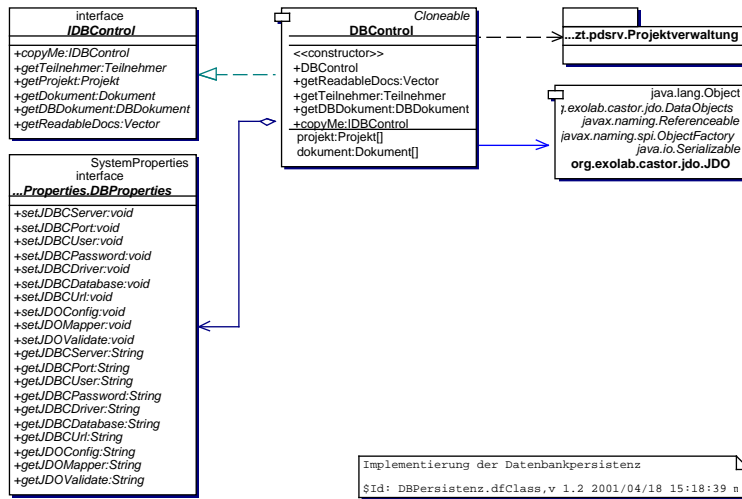 interface
IDBControl
+copyMe:IDBControl
+getTeilnehmer:Teilnehmer
+getProjekt:Projekt
+getDokument:Dokument
+getDBDokument:DBDokument
+getReadableDocs:Vector
Cloneable
DBControl
<<constructor>>
+DBControl
+getReadableDocs:Vector
+getTeilnehmer:Teilnehmer
+getDBDokument:DBDokument
+copyMe:IDBControl
projekt:Projekt[]
dokument:Dokument[]
...zt.pdsrv.Projektverwaltung
java.lang.Object
.exolab.castor.jdo.DataObjects
javax.naming.Referenceable
javax.naming.spi.ObjectFactory
java.io.Serializable
org.exolab.castor.jdo.JDO
SystemProperties
interface
...Properties.DBProperties
+setJDBCServer:void
+setJDBCPort:void
+setJDBCUser:void
+setJDBCPassword:void
+setJDBCDriver:void
+setJDBCDatabase:void
+setJDBCUrl:void
+setJDOConfig:void
+setJDOMapper:void
+setJDOValidate:void
+getJDBCServer:String
+getJDBCPort:String
+getJDBCUser:String
+getJDBCPassword:String
+getJDBCDriver:String
+getJDBCDatabase:String
+getJDBCUrl:String
+getJDOConfig:String
+getJDOMapper:String
+getJDOValidate:String
Implementierung der Datenbankpersistenz
$Id: DBPersistenz.dfClass,v 1.2 2001/04/18 15:18:39